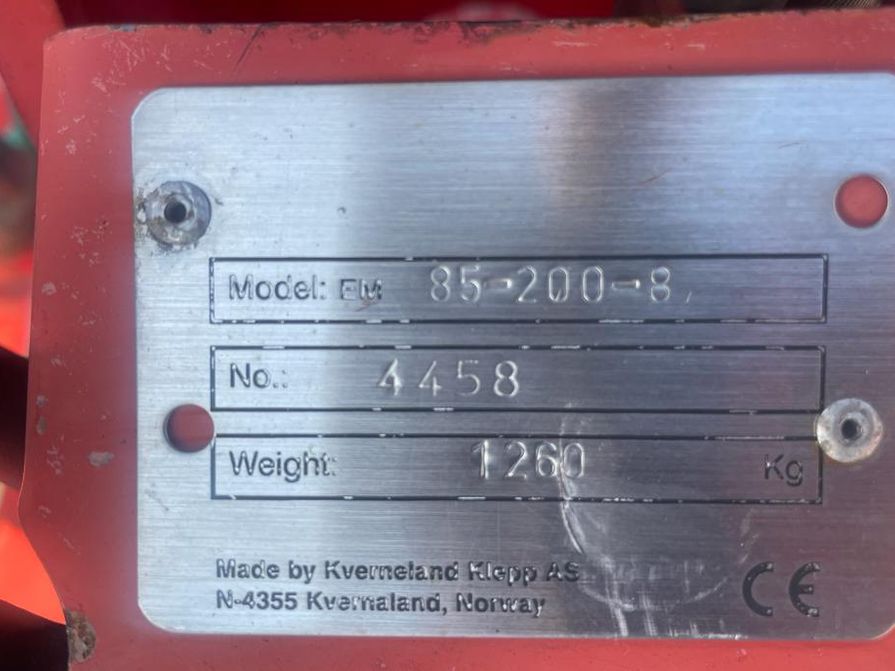 Model: EM 85-200-8
No.: 4458
Weight: 1260 Kg
Made by Kverneland Klepp AS
N-4355 Kvernaland, Norway
CE